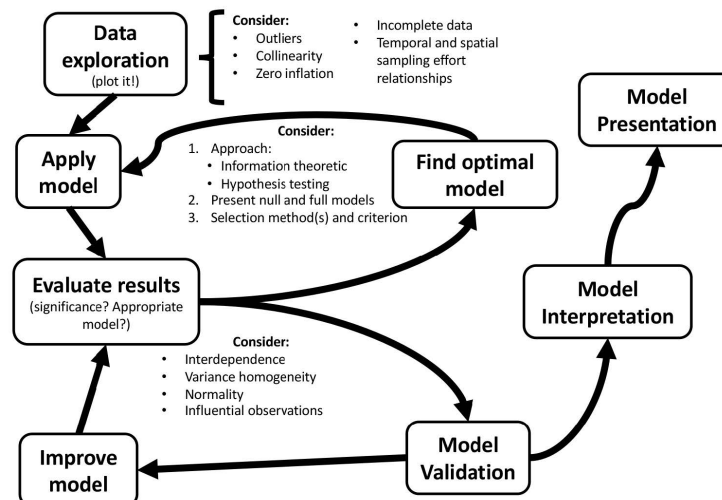 Data
exploration
(plot it!)
Consider:
• Outliers
• Collinearity
• Zero inflation
• Incomplete data
• Temporal and spatial
sampling effort
relationships
Model
Presentation
Consider:
1. Approach:
• Information theoretic
• Hypothesis testing
2. Present null and full models
3. Selection method(s) and criterion
Apply
model
Find optimal
model
Evaluate results
(significance? Appropriate
model?)
Model
Interpretation
Consider:
• Interdependence
• Variance homogeneity
• Normality
• Influential observations
Improve
model
Model
Validation